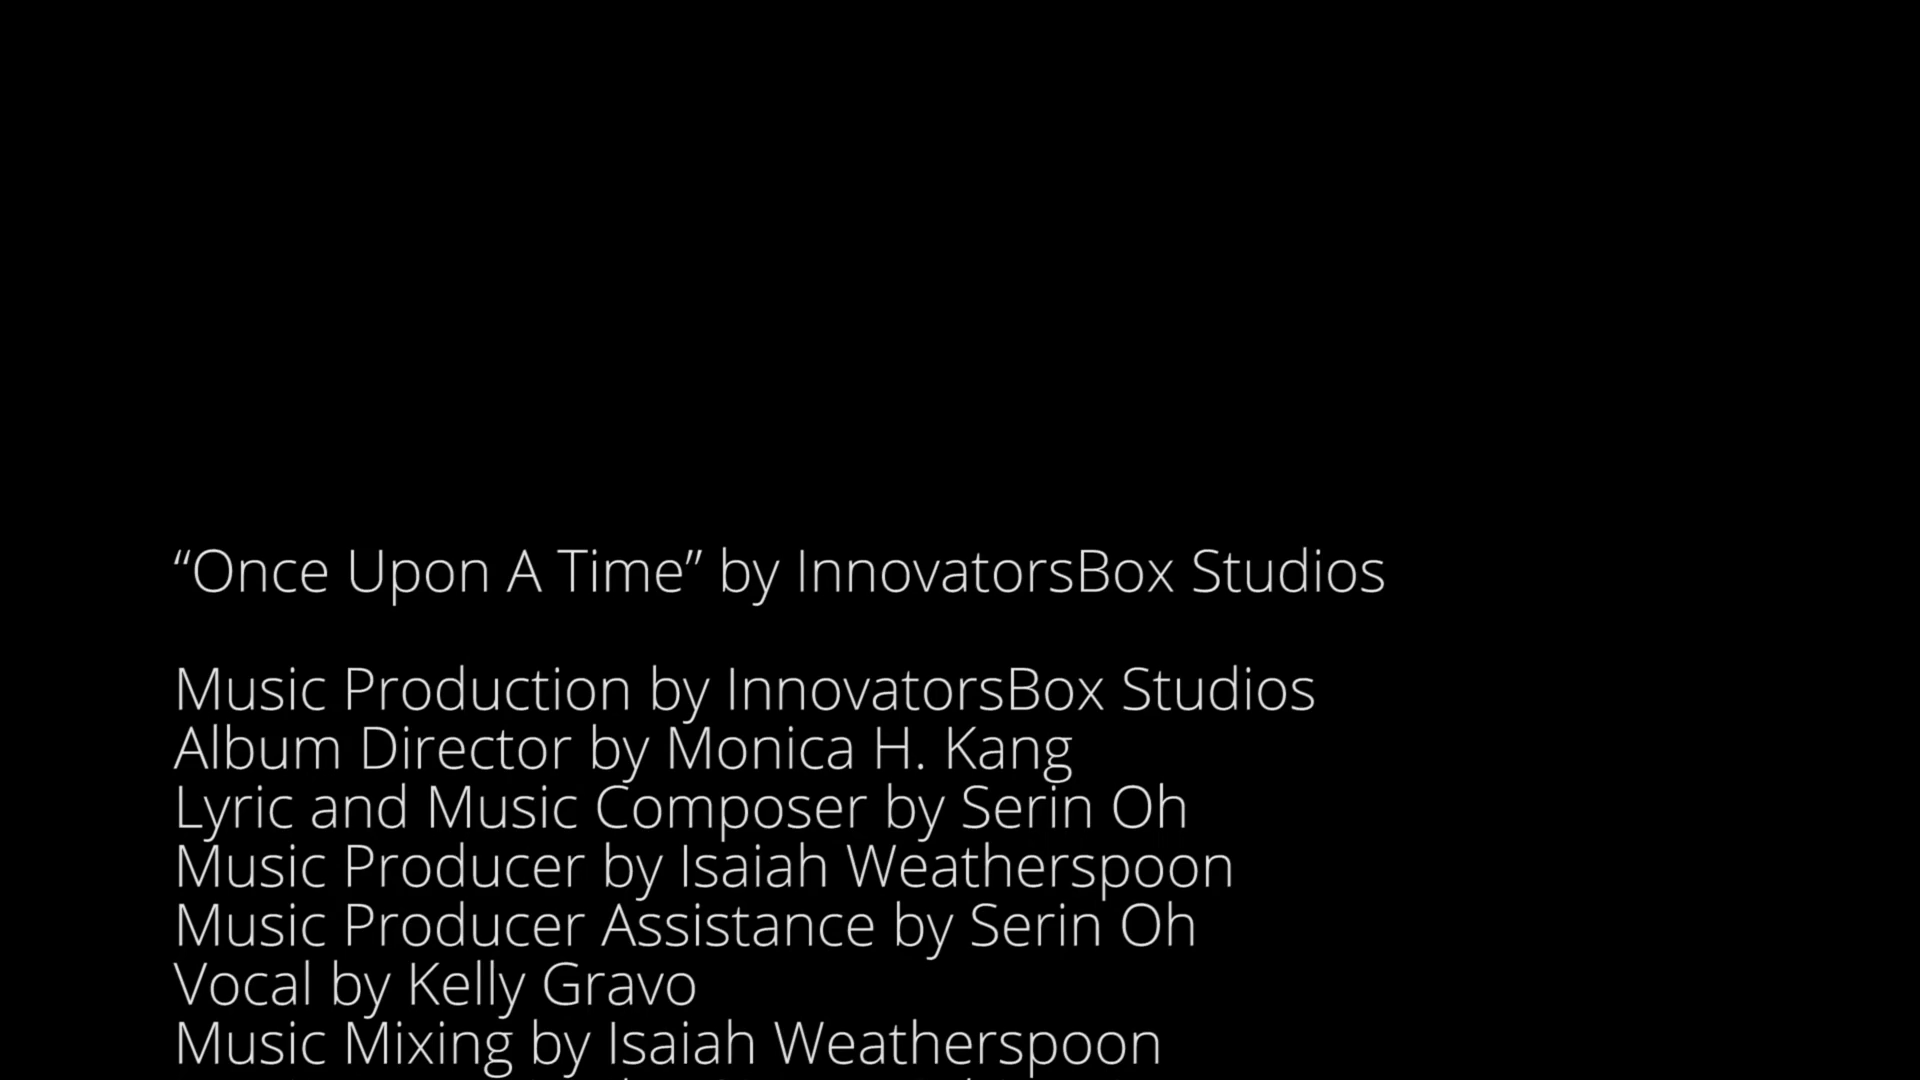 “Once Upon A Time” by InnovatorsBox Studios
Music Production by InnovatorsBox Studios
Album Director by Monica H. Kang
Lyric and Music Composer by Serin Oh
Music Producer by Isaiah Weatherspoon
Music Producer Assistance by Serin Oh
Vocal by Kelly Gravo
Music Mixing by Isaiah Weatherspoon